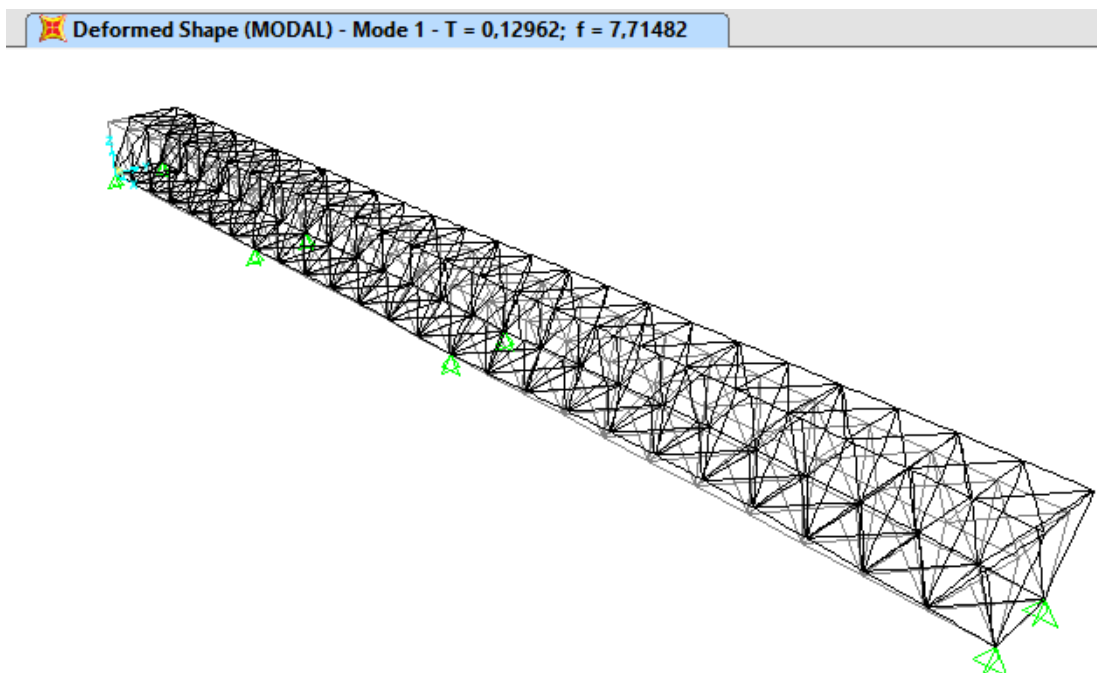 Deformed Shape (MODAL) - Mode 1 - T = 0,12962; f = 7,71482